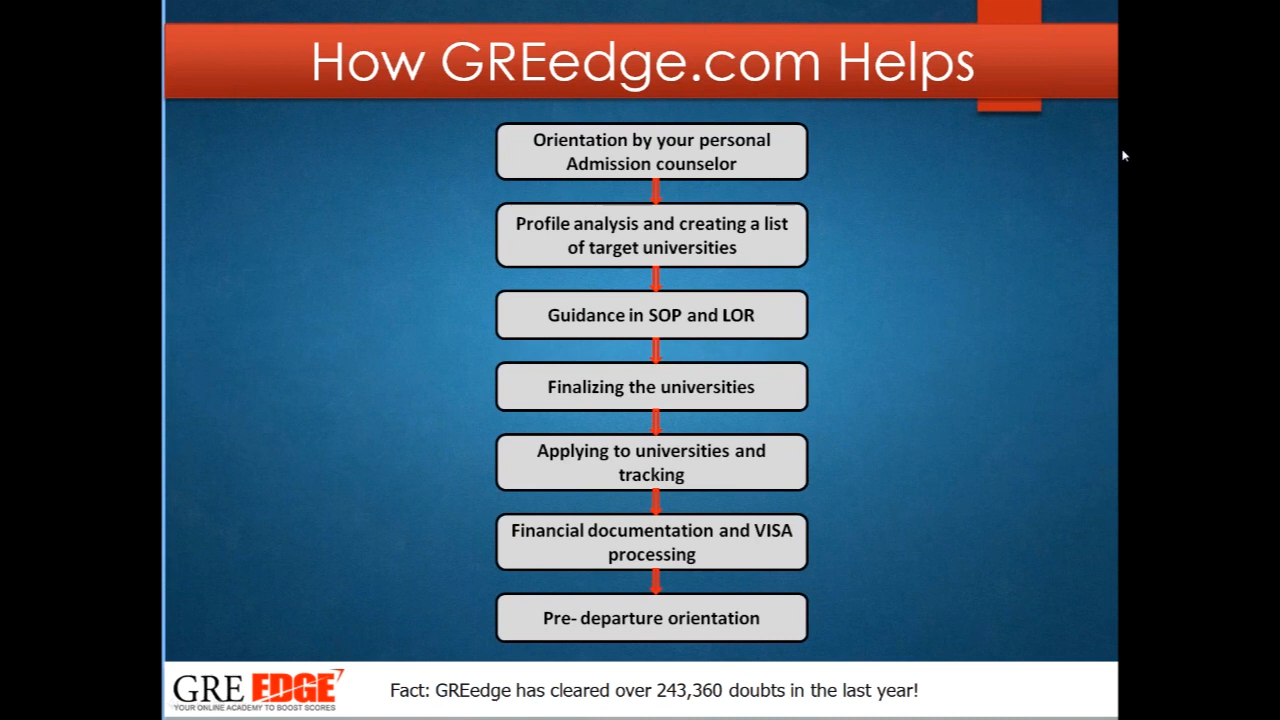 How GREedge.com Helps
Orientation by your personal
Admission counselor
Profile analysis and creating a list
of target universities
Guidance in SOP and LOR
Finalizing the universities
Applying to universities and
tracking
Financial documentation and VISA
processing
Pre- departure orientation
GRE EDGE
YOUR ONLINE ACADEMY TO BOOST SCORES
Fact: GREedge has cleared over 243,360 doubts in the last year!